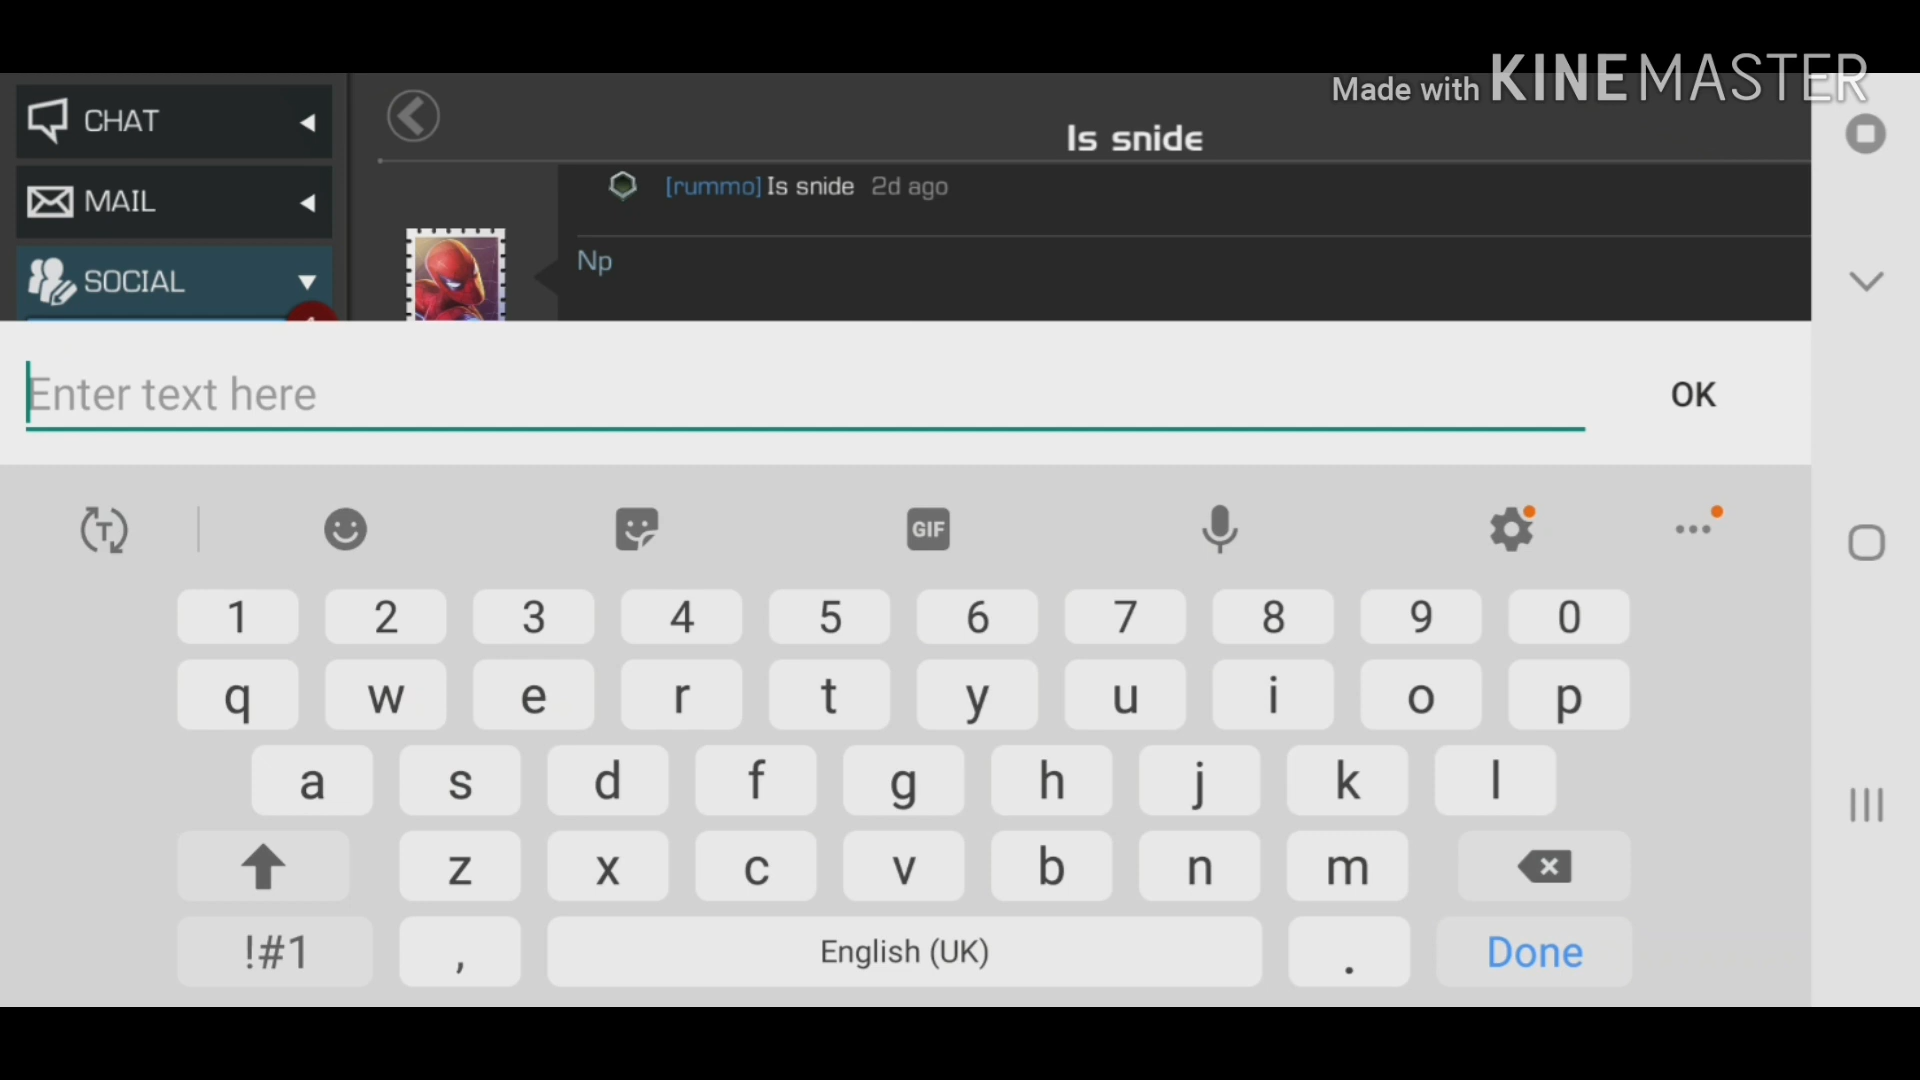 Made with KINEMASTER
CHAT
Is snide
[rummo] Is snide 2d ago
MAIL
Np
SOCIAL
Enter text here
OK
T
GIF
1 2 3 4 5 6 7 8 9 0
q w e r t y u i o p
a s d f g h j k l
z x c v b n m
!#1 , English (UK) . Done